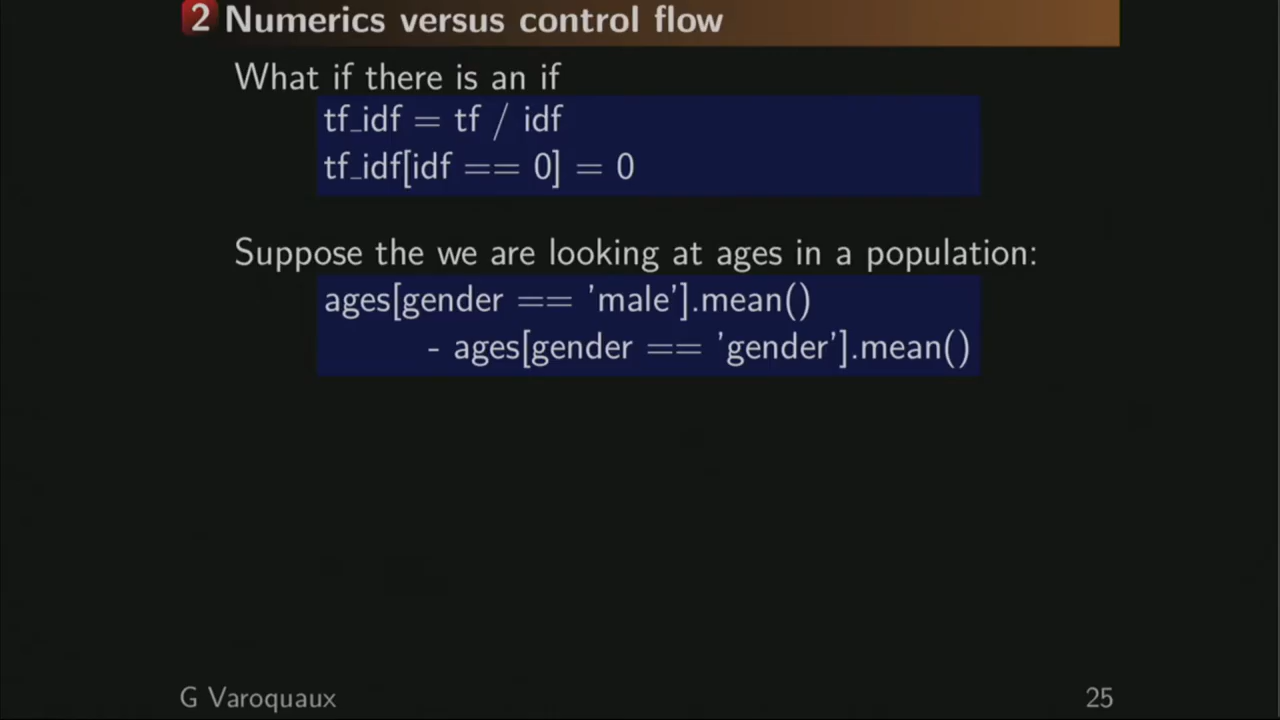 2 Numerics versus control flow
What if there is an if
tf_idf = tf / idf
tf_idf[idf == 0] = 0
Suppose the we are looking at ages in a population:
ages[gender == 'male'].mean()
- ages[gender == 'gender'].mean()
G Varoquaux 25